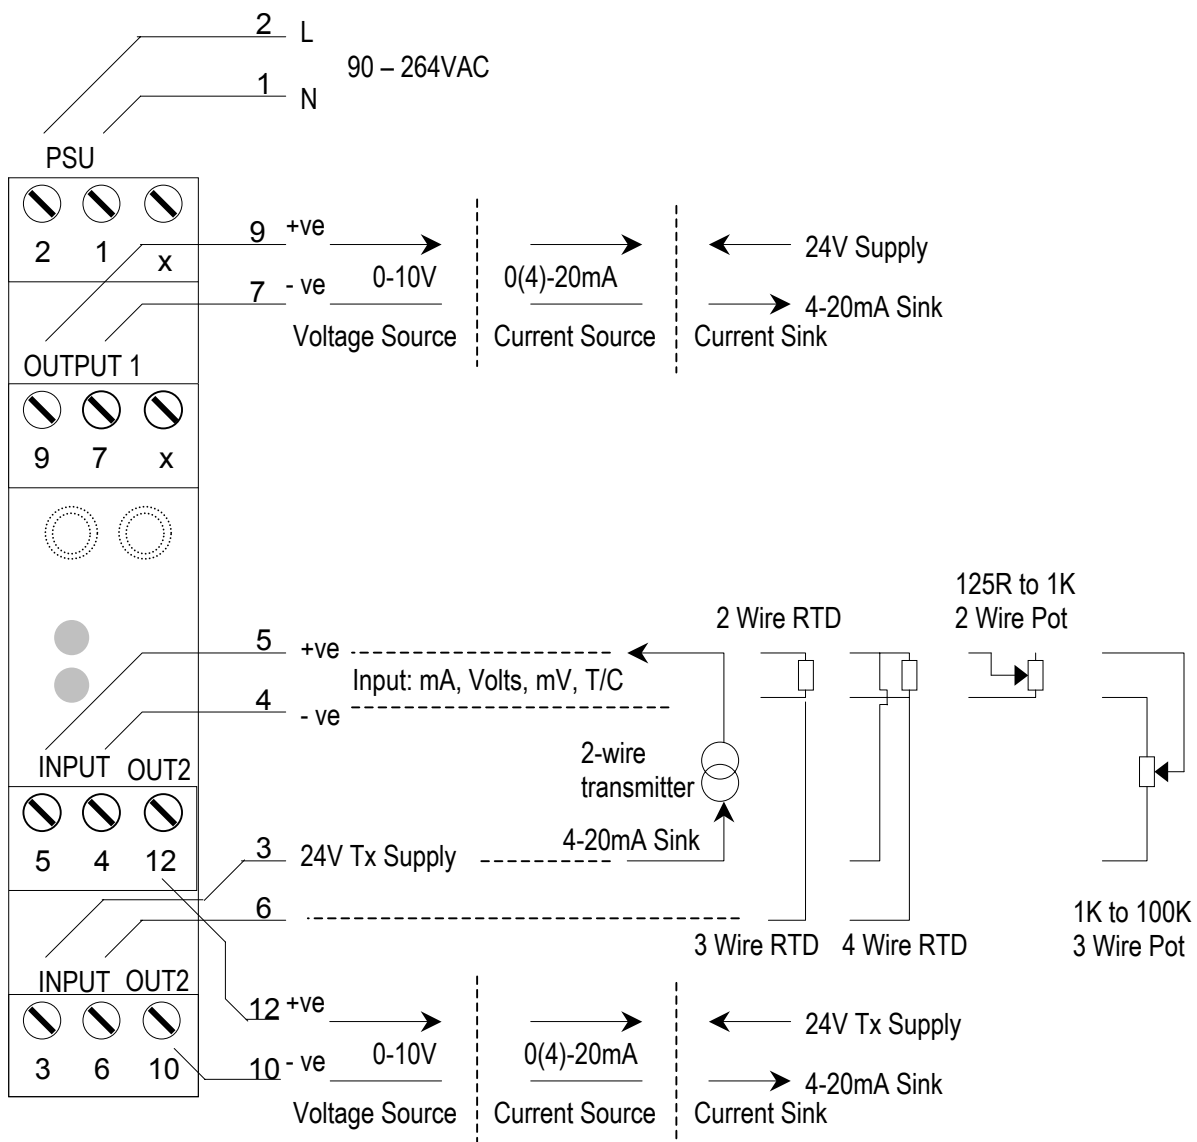 2 L
90 – 264VAC
1 N
PSU
2 1 x
9 +ve
0-10V 0(4)-20mA
24V Supply
7 - ve
4-20mA Sink
Voltage Source Current Source Current Sink
OUTPUT 1
9 7 x
125R to 1K
2 Wire Pot
2 Wire RTD
5 +ve
Input: mA, Volts, mV, T/C
4 - ve
INPUT OUT2
2-wire
transmitter
5 4 12
3 24V Tx Supply
4-20mA Sink
6
3 Wire RTD 4 Wire RTD
1K to 100K
3 Wire Pot
INPUT OUT2
3 6 10
12 +ve
24V Tx Supply
10 - ve
0-10V 0(4)-20mA
4-20mA Sink
Voltage Source Current Source Current Sink